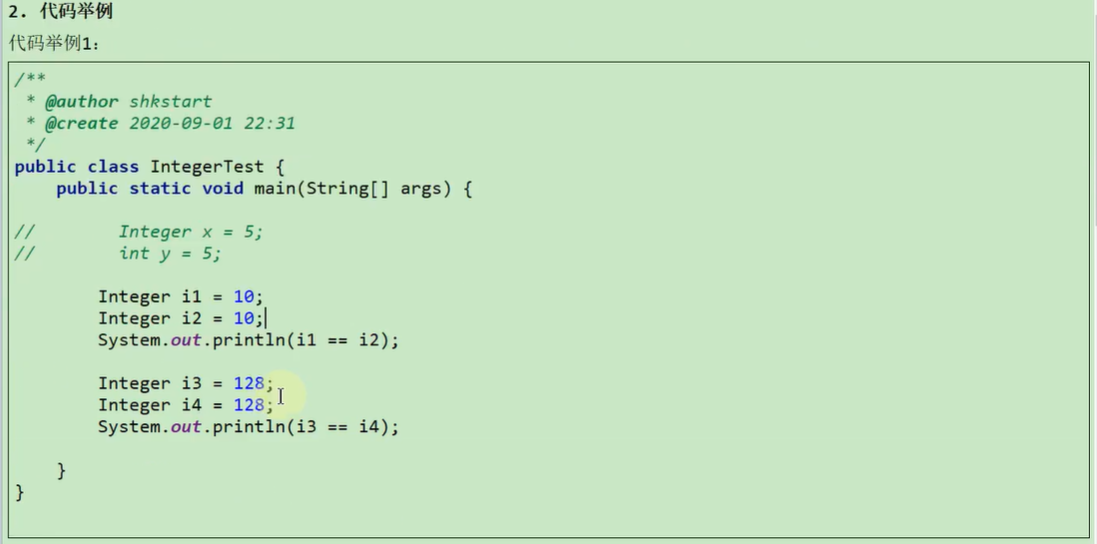 2. 代码举例
代码举例1：
/**
 * @author shkstart
 * @create 2020-09-01 22:31
 */
public class IntegerTest {
    public static void main(String[] args) {
//        Integer x = 5;
//        int y = 5;
        Integer i1 = 10;
        Integer i2 = 10;
        System.out.println(i1 == i2);
        Integer i3 = 128;
        Integer i4 = 128;
        System.out.println(i3 == i4);
    }
}